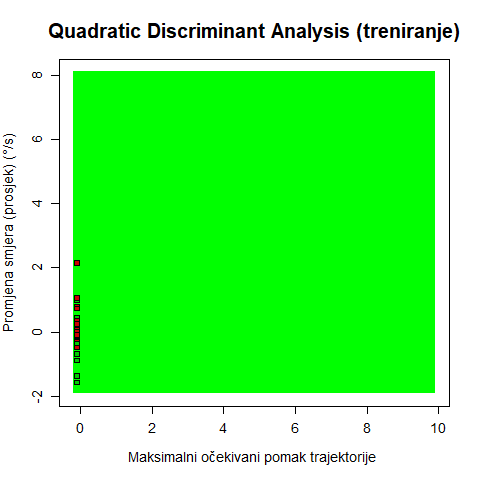 Quadratic Discriminant Analysis (treniranje)
Promjena smjera (prosjek) (°/s)
8
6
4
2
0
-2
0 2 4 6 8 10
Maksimalni očekivani pomak trajektorije